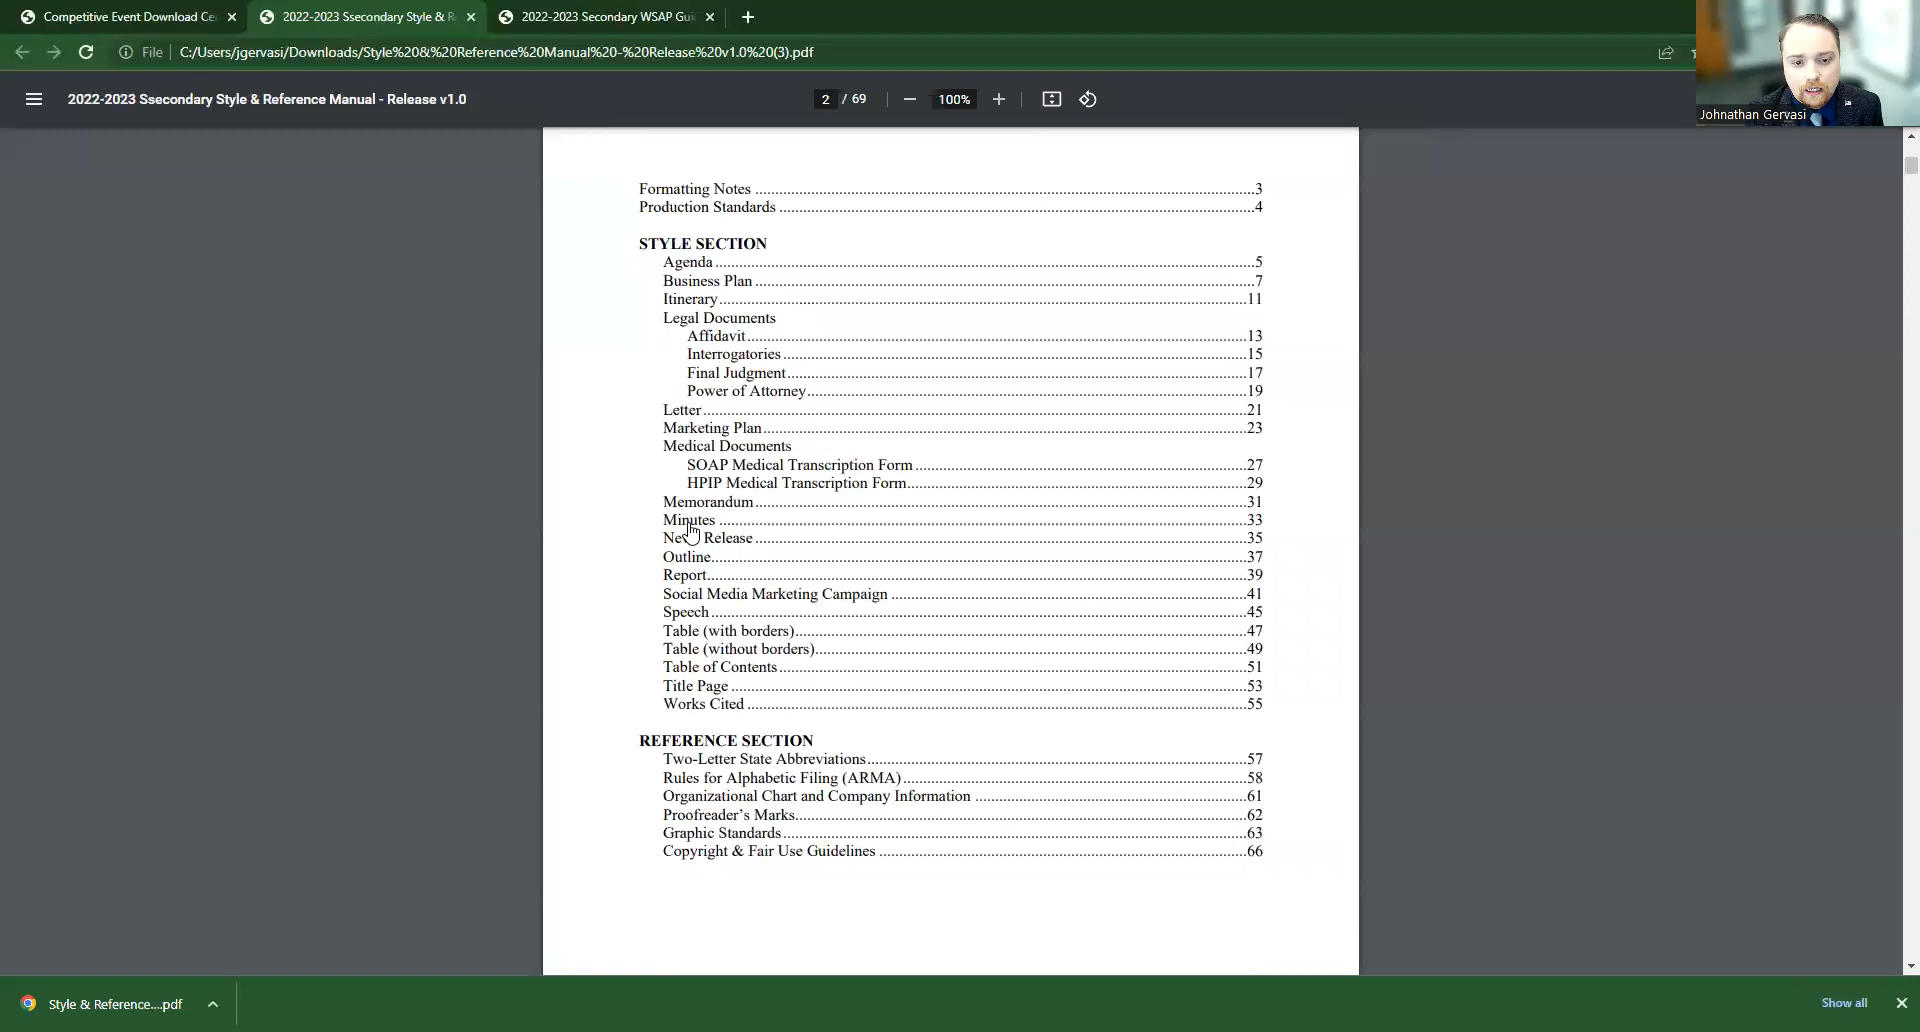 Competitive Event Download Ce
2022-2023 Ssecondary Style & R
2022-2023 Secondary WSAP Gui
File
C:/Users/jgervasi/Downloads/Style%20&%20Reference%20Manual%20-%20Release%20v1.0%20(3).pdf
2022-2023 Ssecondary Style & Reference Manual - Release v1.0
2 / 69
100%
Johnathan Gervasi
Formatting Notes ... 3
Production Standards ... 4
STYLE SECTION
Agenda ... 5
Business Plan ... 7
Itinerary ... 11
Legal Documents
Affidavit ... 13
Interrogatories ... 15
Final Judgment ... 17
Power of Attorney ... 19
Letter ... 21
Marketing Plan ... 23
Medical Documents
SOAP Medical Transcription Form ... 27
HPIP Medical Transcription Form ... 29
Memorandum ... 31
Minutes ... 33
Release ... 35
Outline ... 37
Report ... 39
Social Media Marketing Campaign ... 41
Speech ... 45
Table (with borders) ... 47
Table (without borders) ... 49
Table of Contents ... 51
Title Page ... 53
Works Cited ... 55
REFERENCE SECTION
Two-Letter State Abbreviations ... 57
Rules for Alphabetic Filing (ARMA) ... 58
Organizational Chart and Company Information ... 61
Proofreader's Marks ... 62
Graphic Standards ... 63
Copyright & Fair Use Guidelines ... 66
Style & Reference....pdf
Show all